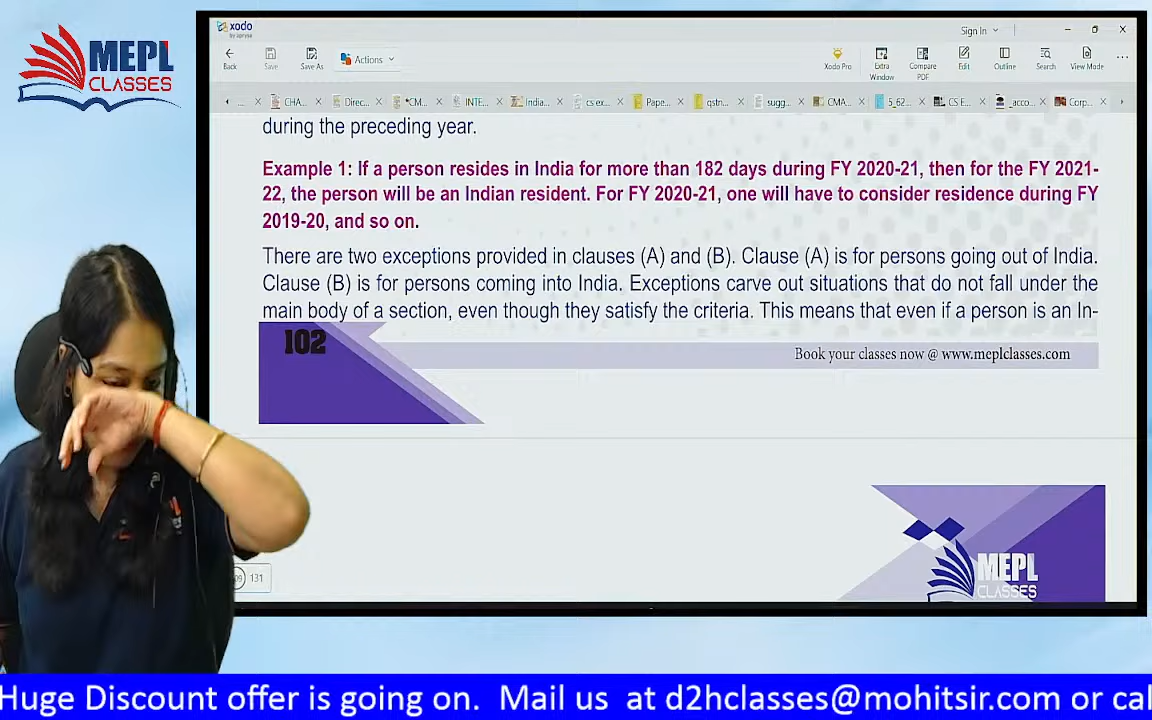 MEPL
CLASSES
xodo
by apryse
Sign In
Back
Save
Save As
Actions
Xodo Pro
Extra
Window
Compare
PDF
Edit
Outline
Search
View Mode
... × CHA... × Direc... × *CM... × INTE... × India... × cs ex... × Pape... × qstn... × sugg... × CMA... × 5_62... × CS E... × _acco... × Corp... ×
during the preceding year.
Example 1: If a person resides in India for more than 182 days during FY 2020-21, then for the FY 2021-
22, the person will be an Indian resident. For FY 2020-21, one will have to consider residence during FY
2019-20, and so on.
There are two exceptions provided in clauses (A) and (B). Clause (A) is for persons going out of India.
Clause (B) is for persons coming into India. Exceptions carve out situations that do not fall under the
main body of a section, even though they satisfy the criteria. This means that even if a person is an In-
102
Book your classes now @ www.meplclasses.com
MEPL
CLASSES
131
Huge Discount offer is going on. Mail us at d2hclasses@mohitsir.com or cal